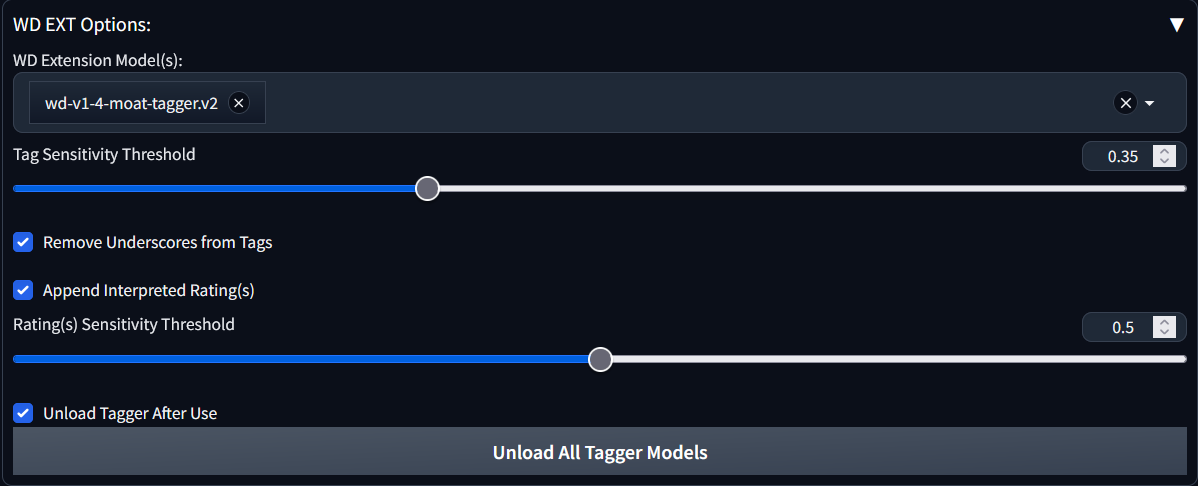 WD EXT Options:
WD Extension Model(s):
wd-v1-4-moat-tagger.v2
Tag Sensitivity Threshold
0.35
Remove Underscores from Tags
Append Interpreted Rating(s)
Rating(s) Sensitivity Threshold
0.5
Unload Tagger After Use
Unload All Tagger Models